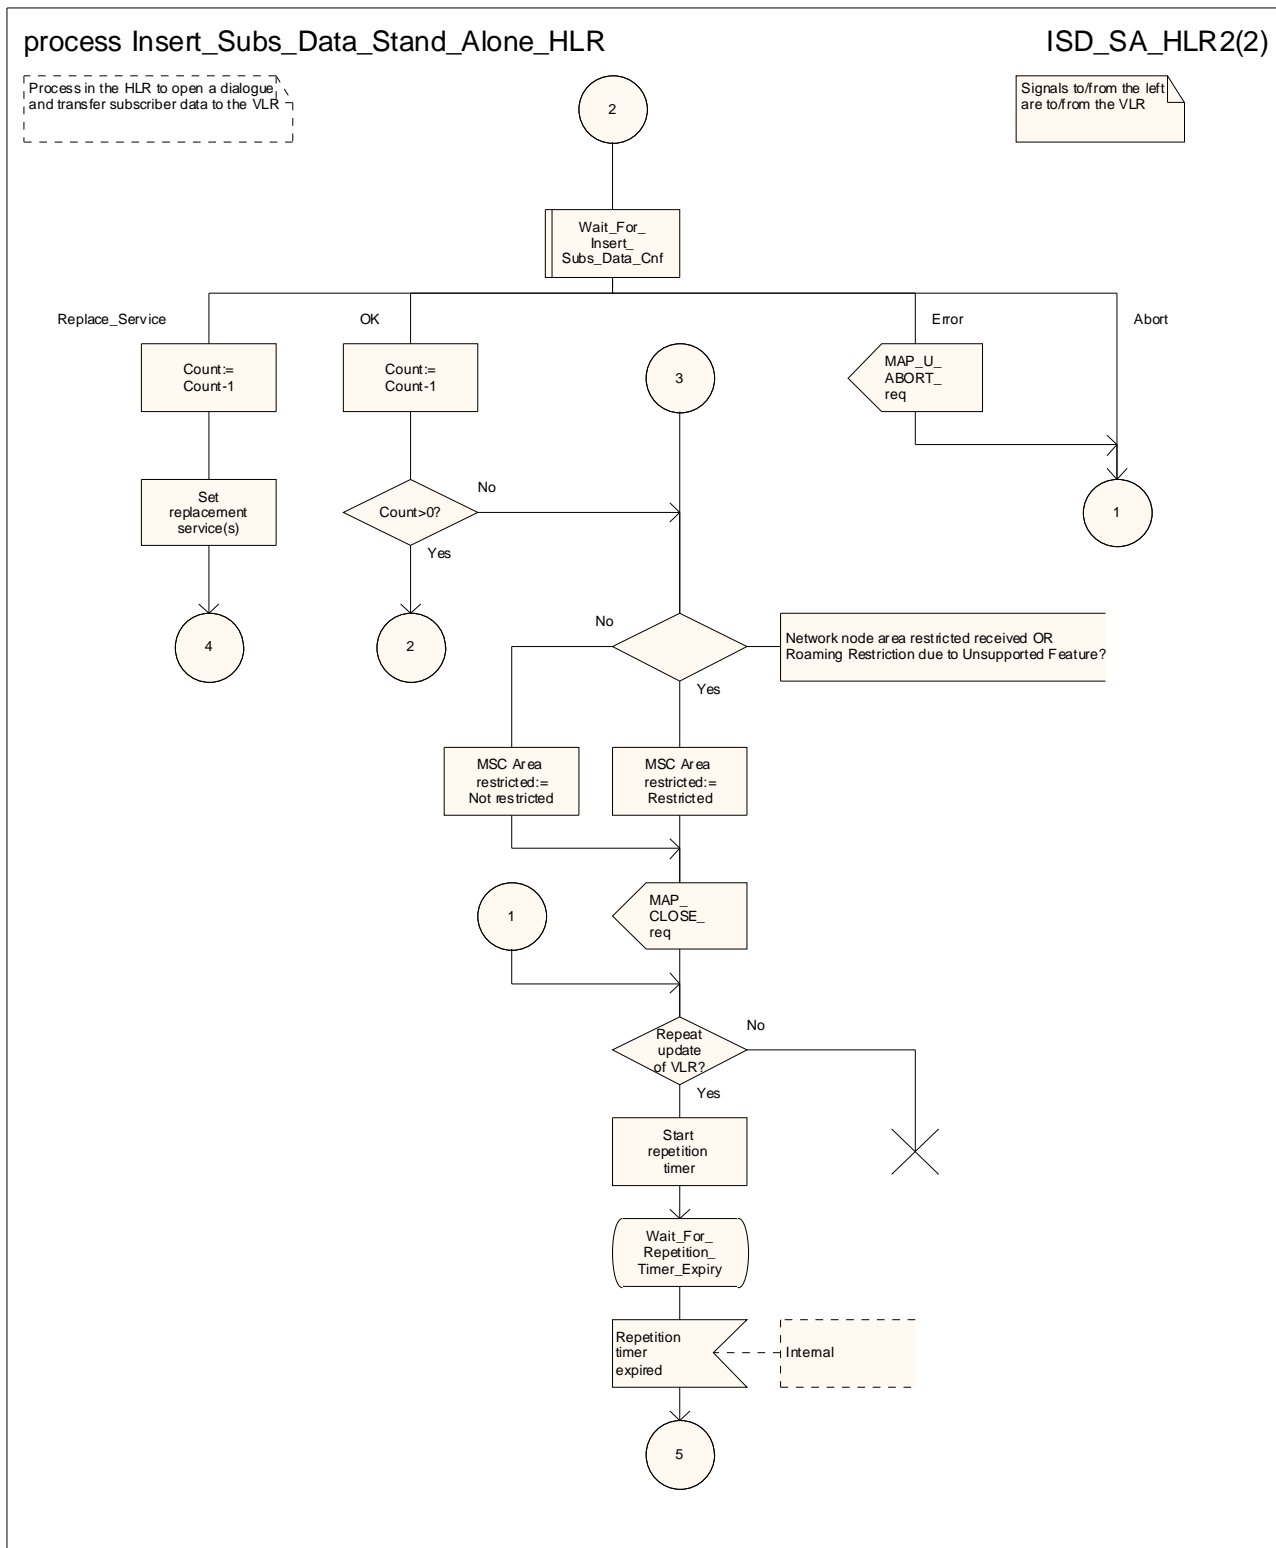 process Insert_Subs_Data_Stand_Alone_HLR
ISD_SA_HLR2(2)
Process in the HLR to open a dialogue
and transfer subscriber data to the VLR
2
Signals to/from the left
are to/from the VLR
Wait_For_
Insert_
Subs_Data_Cnf
Replace_Service
OK
Error
Abort
Count:=
Count-1
Count:=
Count-1
3
MAP_U_
ABORT_
req
Set
replacement
service(s)
Count>0?
No
Yes
1
4
2
No
Yes
Network node area restricted received OR
Roaming Restriction due to Unsupported Feature?
MSC Area
restricted:=
Not restricted
MSC Area
restricted:=
Restricted
1
MAP_
CLOSE_
req
Repeat
update
of VLR?
No
Yes
Start
repetition
timer
Wait_For_
Repetition_
Timer_Expiry
Repetition
timer
expired
Internal
5